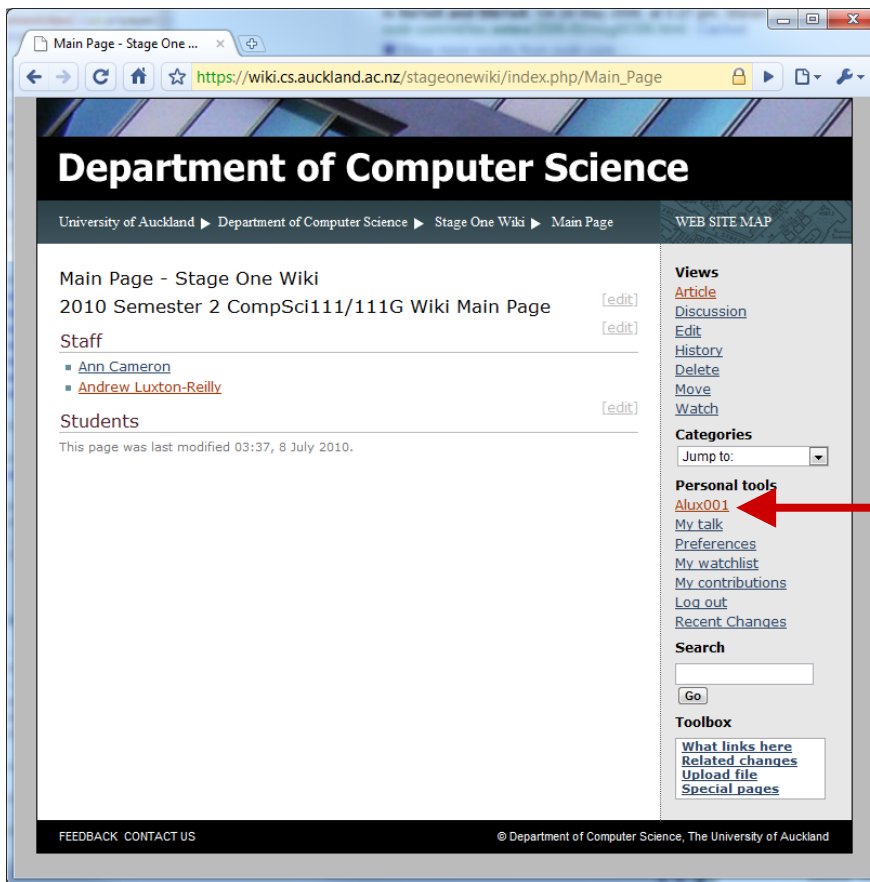 Main Page - Stage One ...
https://wiki.cs.auckland.ac.nz/stageonewiki/index.php/Main_Page
Department of Computer Science
University of Auckland ▶ Department of Computer Science ▶ Stage One Wiki ▶ Main Page
WEB SITE MAP
Main Page - Stage One Wiki
2010 Semester 2 CompSci111/111G Wiki Main Page
[edit]
[edit]
Staff
Ann Cameron
Andrew Luxton-Reilly
[edit]
Students
This page was last modified 03:37, 8 July 2010.
Views
Article
Discussion
Edit
History
Delete
Move
Watch
Categories
Jump to:
Personal tools
Alux001
My talk
Preferences
My watchlist
My contributions
Log out
Recent Changes
Search
Go
Toolbox
What links here
Related changes
Upload file
Special pages
FEEDBACK CONTACT US
© Department of Computer Science, The University of Auckland